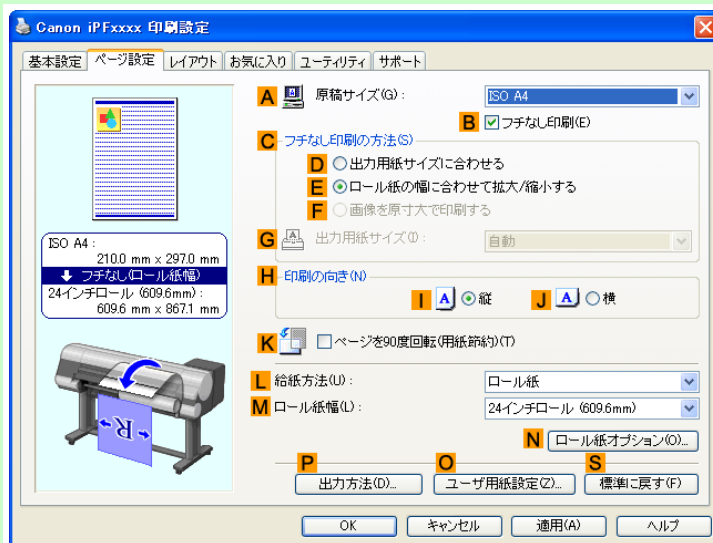 Canon iPFxxxx 印刷設定
基本設定 ページ設定 レイアウト お気に入り ユーティリティ サポート
A 原稿サイズ(G): ISO A4
B フチなし印刷(E)
C フチなし印刷の方法(S)
D 出力用紙サイズに合わせる
E ロール紙の幅に合わせて拡大/縮小する
F 画像を原寸大で印刷する
G 出力用紙サイズ(I): 自動
ISO A4 :
210.0 mm x 297.0 mm
フチなし(ロール紙幅)
24インチロール (609.6mm) :
609.6 mm x 867.1 mm
H 印刷の向き(N)
I A 縦 J A 横
K ページを90度回転(用紙節約)(T)
L 給紙方法(U): ロール紙
M ロール紙幅(L): 24インチロール (609.6mm)
R
N ロール紙オプション(O)...
P O S
出力方法(D)... ユーザ用紙設定(Z)... 標準に戻す(F)
OK キャンセル 適用(A) ヘルプ